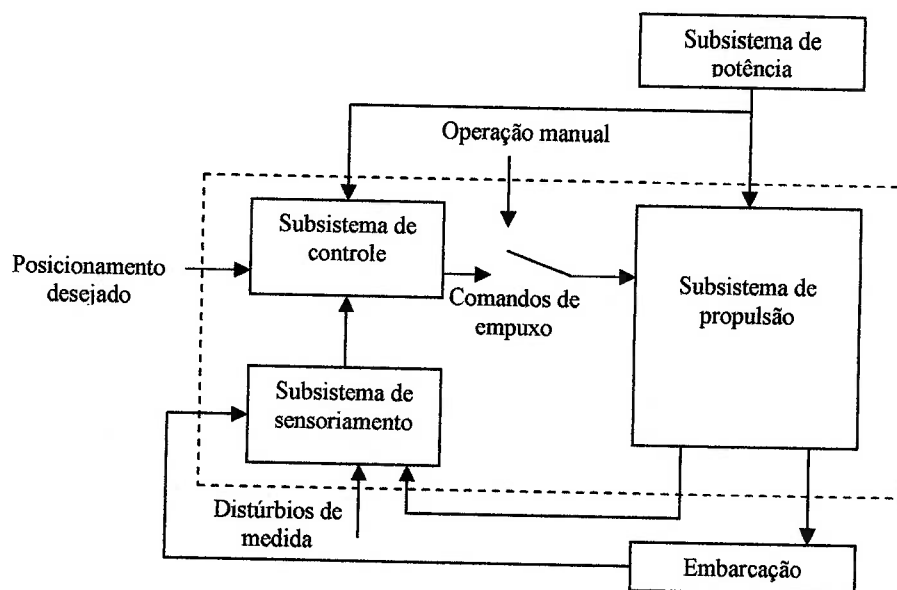 Subsistema de
potência
Operação manual
Subsistema de
controle
Posicionamento
desejado
Comandos de
empuxo
Subsistema de
propulsão
Subsistema de
sensoriamento
Distúrbios de
medida
Embarcação